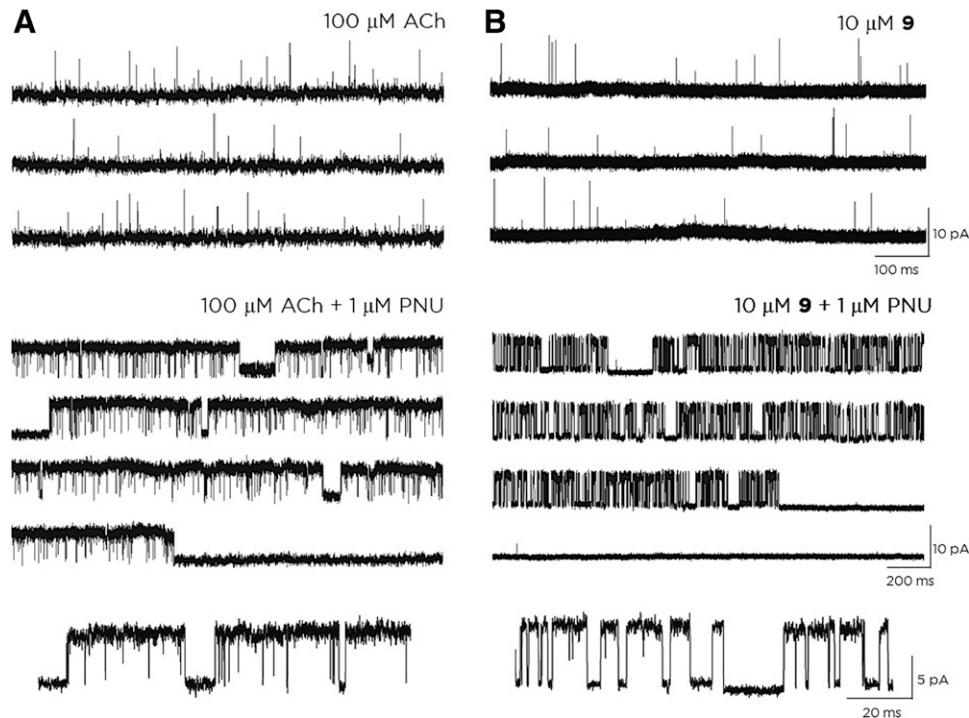 A
100 μM ACh
B
10 μM 9
10 pA
100 ms
100 μM ACh + 1 μM PNU
10 μM 9 + 1 μM PNU
10 pA
200 ms
5 pA
20 ms